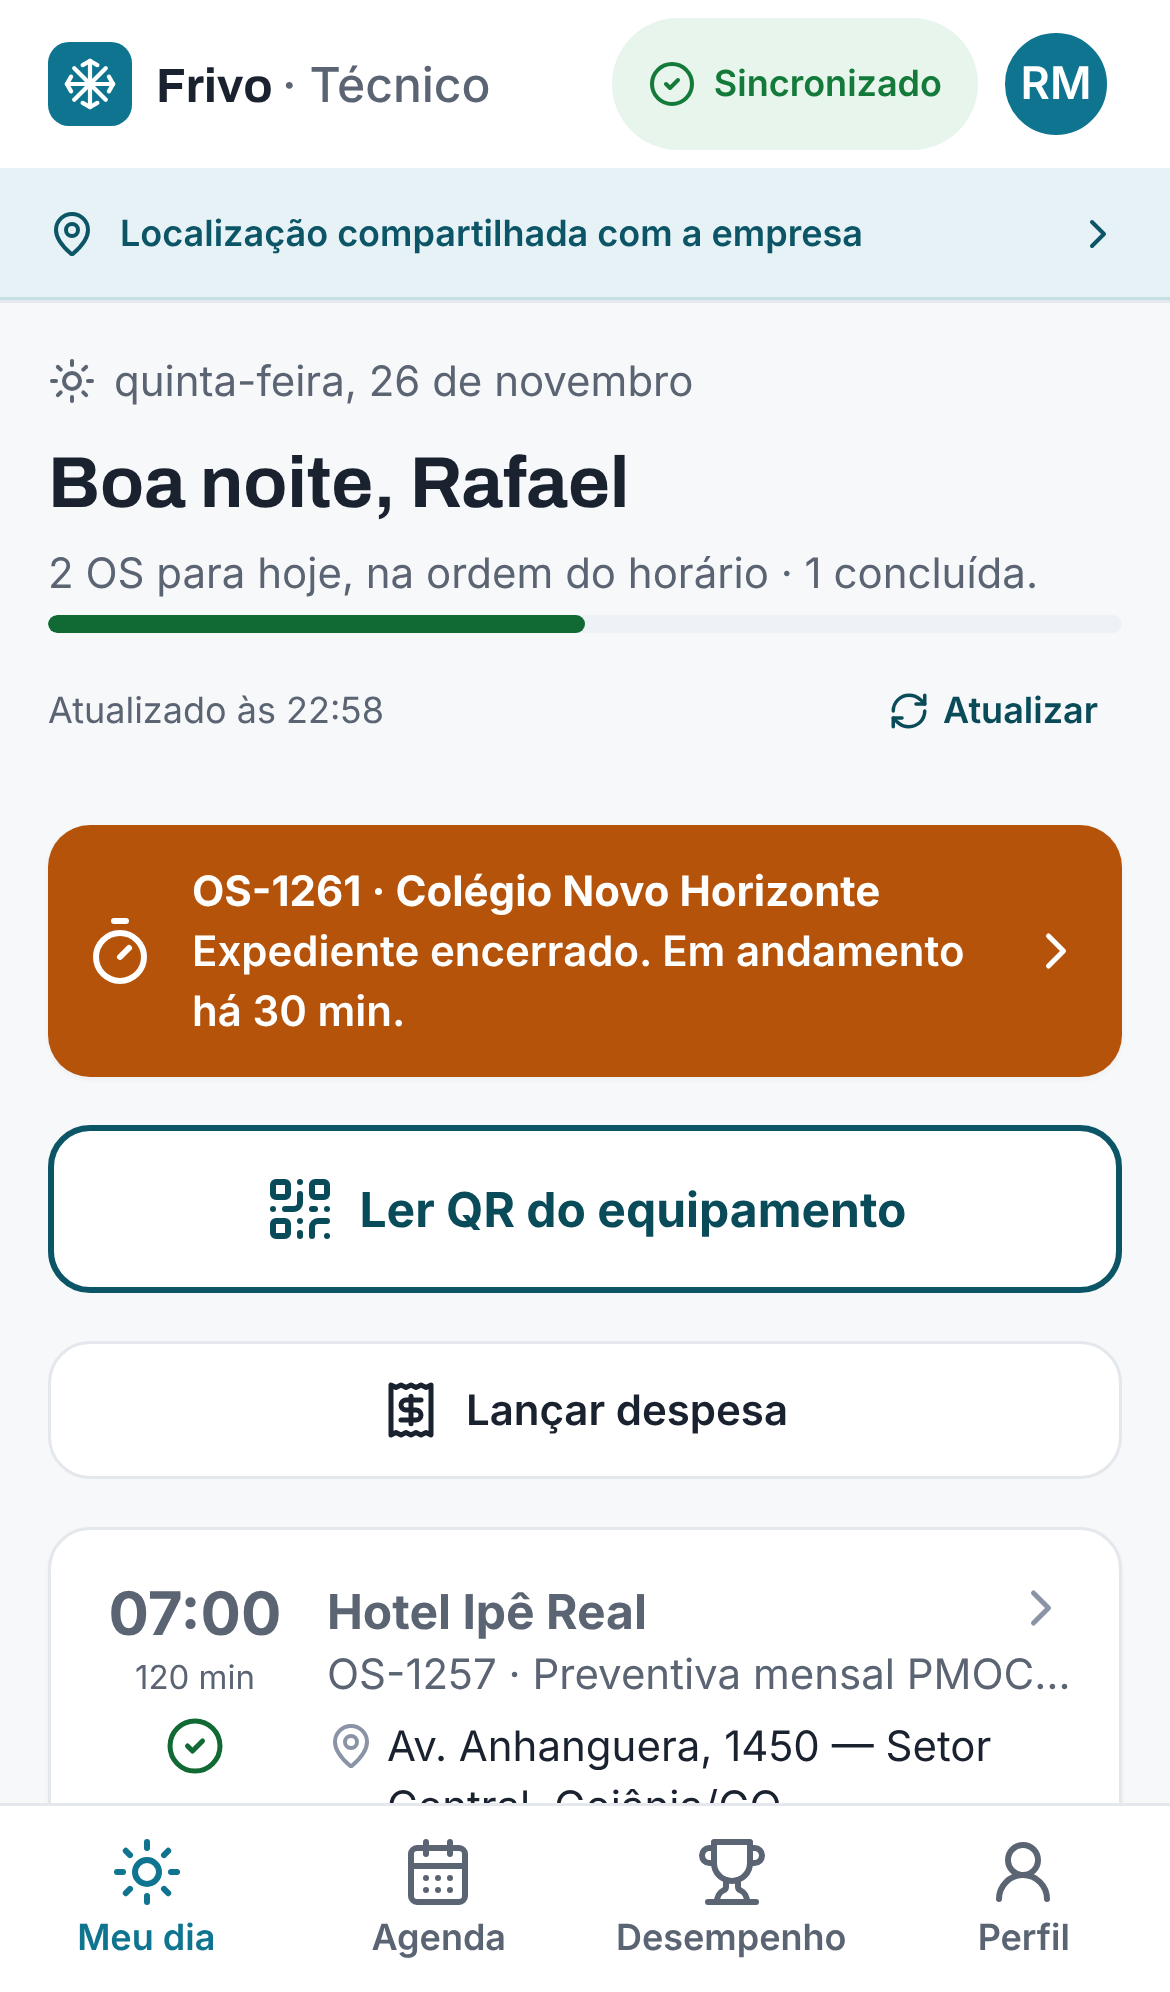 Frivo · Técnico
Sincronizado
RM
Localização compartilhada com a empresa
quinta-feira, 26 de novembro
Boa noite, Rafael
2 OS para hoje, na ordem do horário · 1 concluída.
Atualizado às 22:58
Atualizar
OS-1261 · Colégio Novo Horizonte
Expediente encerrado. Em andamento
há 30 min.
Ler QR do equipamento
Lançar despesa
07:00
Hotel Ipê Real
120 min
OS-1257 · Preventiva mensal PMOC...
Av. Anhanguera, 1450 — Setor
Central, Goiânia/GO
Meu dia
Agenda
Desempenho
Perfil